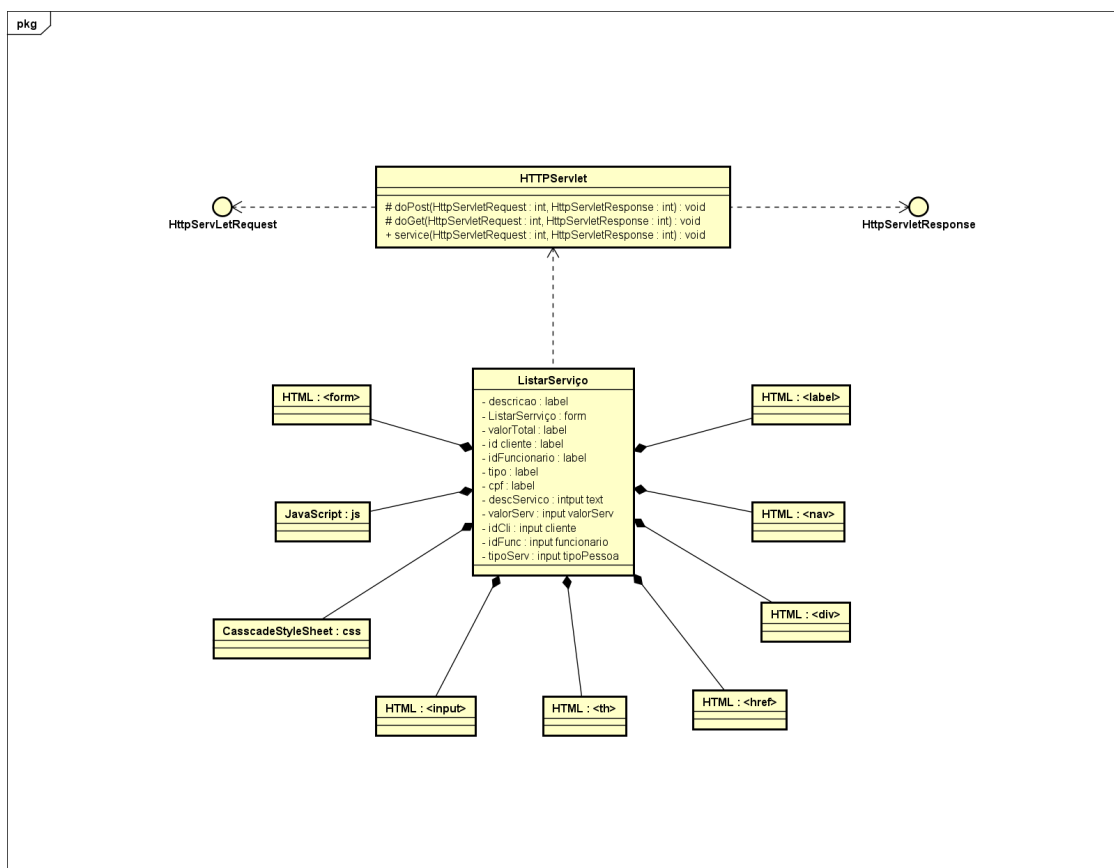 pkg
HTTPServlet
# doPost(HttpServletRequest : int, HttpServletResponse : int) : void
# doGet(HttpServletRequest : int, HttpServletResponse : int) : void
+ service(HttpServletRequest : int, HttpServletResponse : int) : void
HttpServLetRequest
HttpServletResponse
ListarServiço
- descricao : label
- ListarSerrviço : form
- valorTotal : label
- id cliente : label
- idFuncionario : label
- tipo : label
- cpf : label
- descServico : intput text
- valorServ : input valorServ
- idCli : input cliente
- idFunc : input funcionario
- tipoServ : input tipoPessoa
HTML : <form>
HTML : <label>
JavaScript : js
HTML : <nav>
CasscadeStyleSheet : css
HTML : <div>
HTML : <input>
HTML : <th>
HTML : <href>